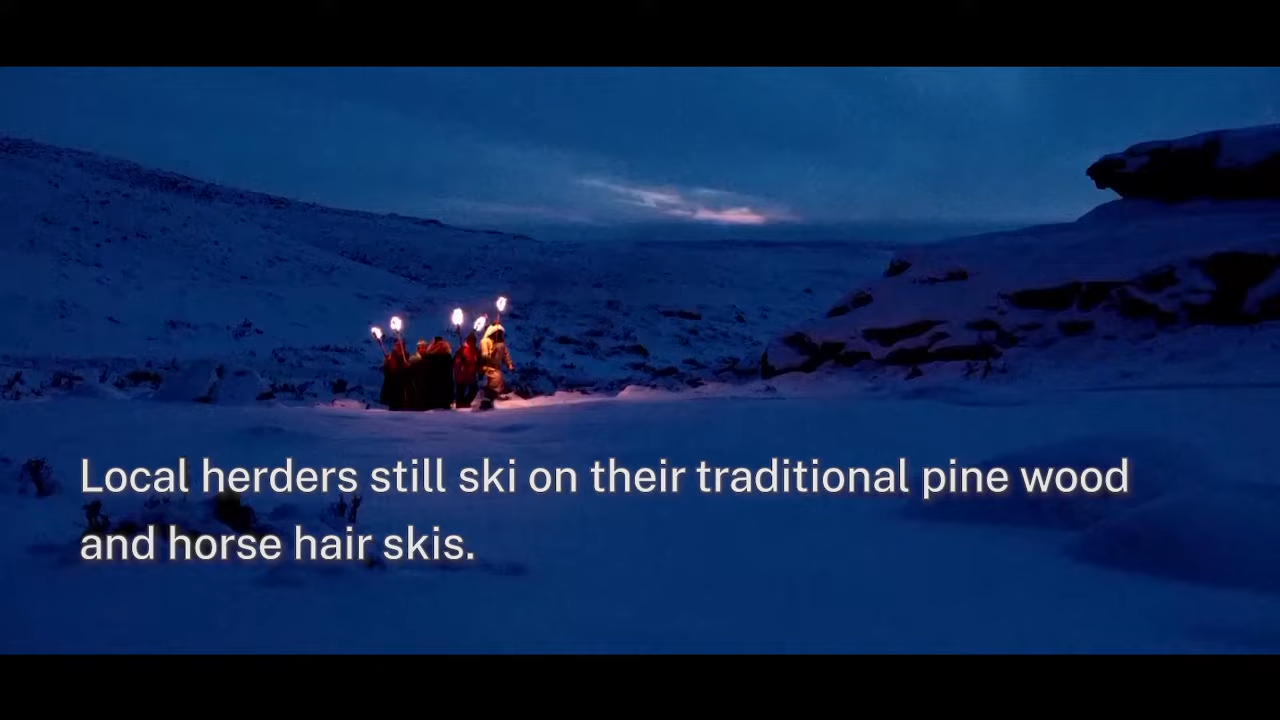 Local herders still ski on their traditional pine wood
and horse hair skis.